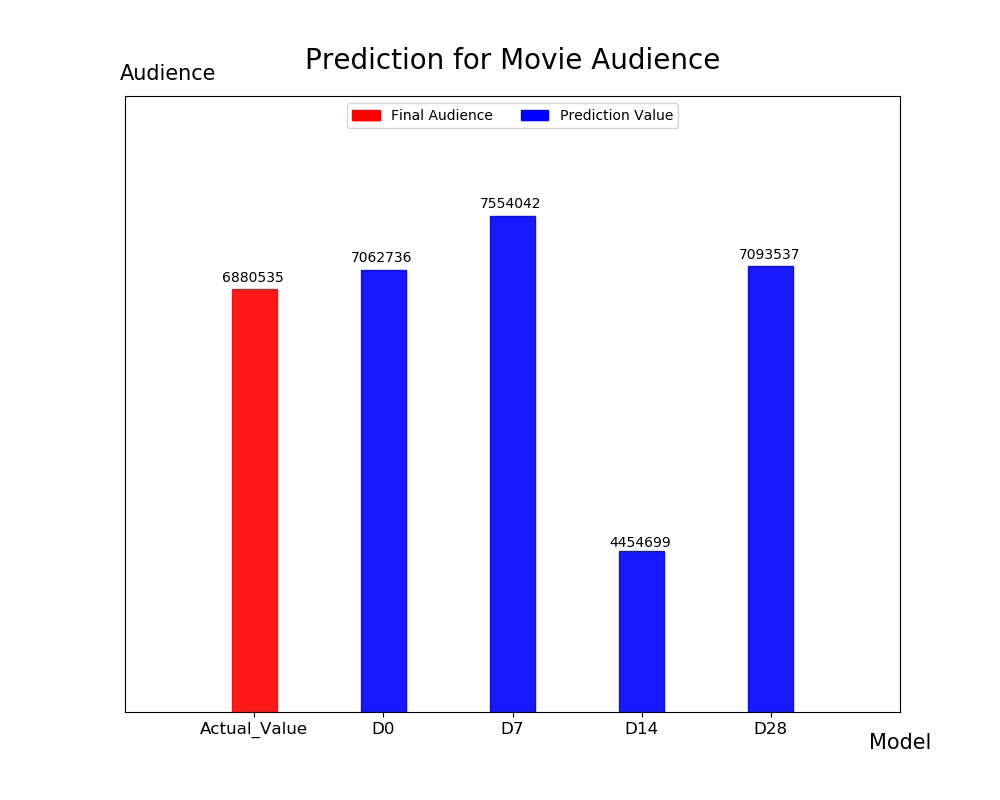 Prediction for Movie Audience
Audience
Final Audience
Prediction Value
6880535
7062736
7554042
4454699
7093537
Actual_Value
D0
D7
D14
D28
Model